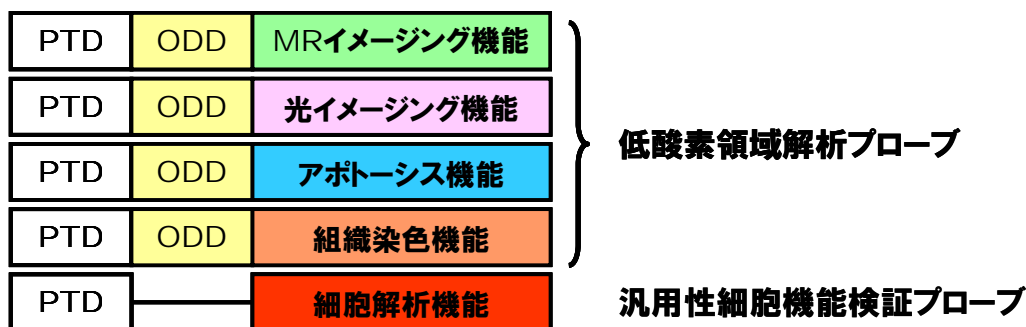 PTD ODD MRイメージング機能
PTD ODD 光イメージング機能
低酸素領域解析プローブ
PTD ODD アポトーシス機能
PTD ODD 組織染色機能
PTD 細胞解析機能 汎用性細胞機能検証プローブ